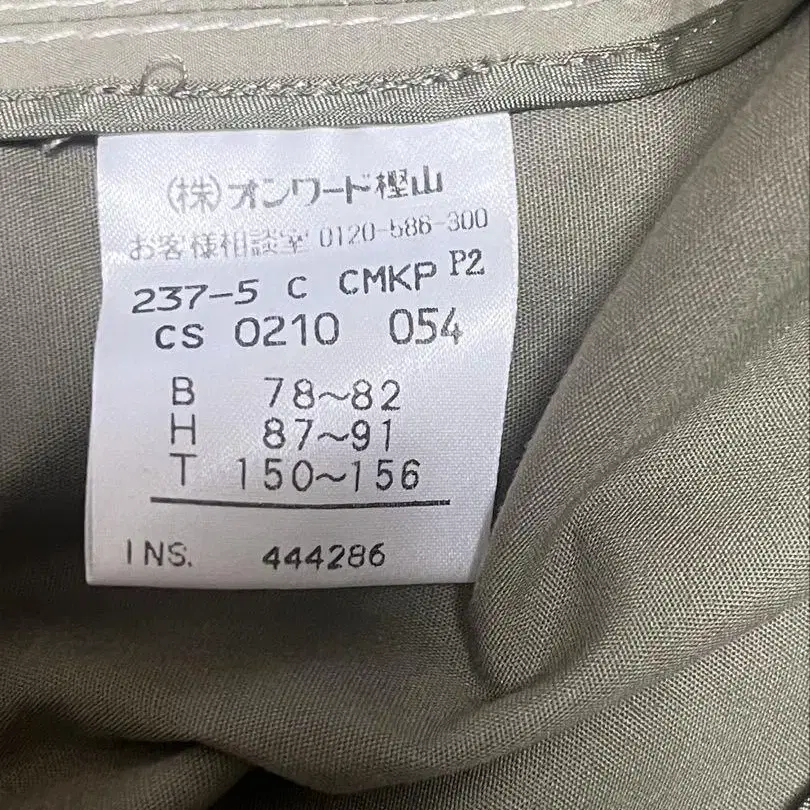 (株)オンワード樫山
お客様相談室 0120-586-300
237-5 C CMKP P2
CS 0210 054
B 78~82
H 87~91
T 150~156
INS. 444286